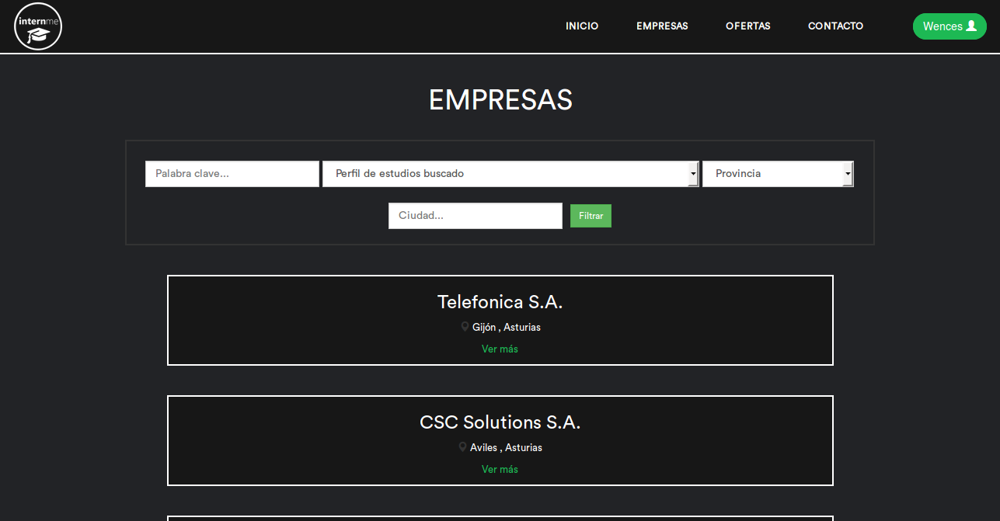 internme
INICIO EMPRESAS OFERTAS CONTACTO Wences
EMPRESAS
Palabra clave... Perfil de estudios buscado Provincia
Ciudad... Filtrar
Telefonica S.A.
Gijón , Asturias
Ver más
CSC Solutions S.A.
Aviles , Asturias
Ver más